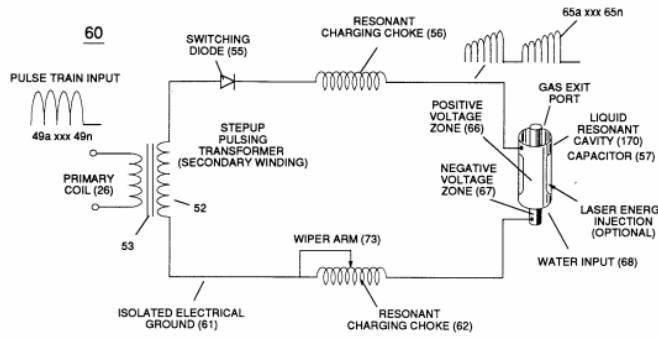 60
65a xxx 65n
RESONANT
CHARGING CHOKE (56)
SWITCHING
DIODE (55)
GAS EXIT
PORT
PULSE TRAIN INPUT
POSITIVE
VOLTAGE
ZONE (66)
LIQUID
RESONANT
CAVITY (170)
CAPACITOR (57)
49a xxx 49n
STEPUP
PULSING
TRANSFORMER
(SECONDARY WINDING)
NEGATIVE
VOLTAGE
ZONE (67)
PRIMARY
COIL (26)
52
LASER ENERGY
INJECTION
(OPTIONAL)
53
WIPER ARM (73)
WATER INPUT (68)
ISOLATED ELECTRICAL
GROUND (61)
RESONANT
CHARGING CHOKE (62)